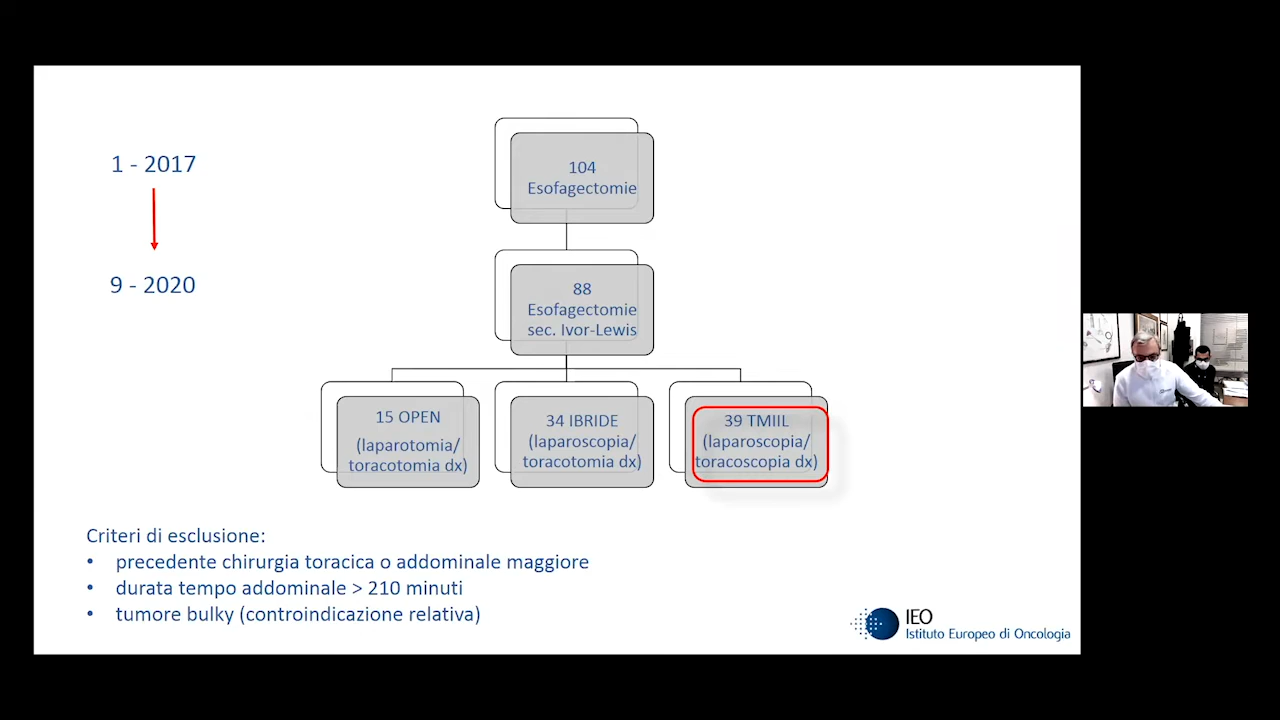 1 - 2017
9 - 2020
104
Esofagectomie
88
Esofagectomie
sec. Ivor-Lewis
15 OPEN
(laparotomia/
toracotomia dx)
34 IBRIDE
(laparoscopia/
toracotomia dx)
39 TMIIL
(laparoscopia/
toracoscopia dx)
Criteri di esclusione:
• precedente chirurgia toracica o addominale maggiore
• durata tempo addominale > 210 minuti
• tumore bulky (controindicazione relativa)
IEO
Istituto Europeo di Oncologia